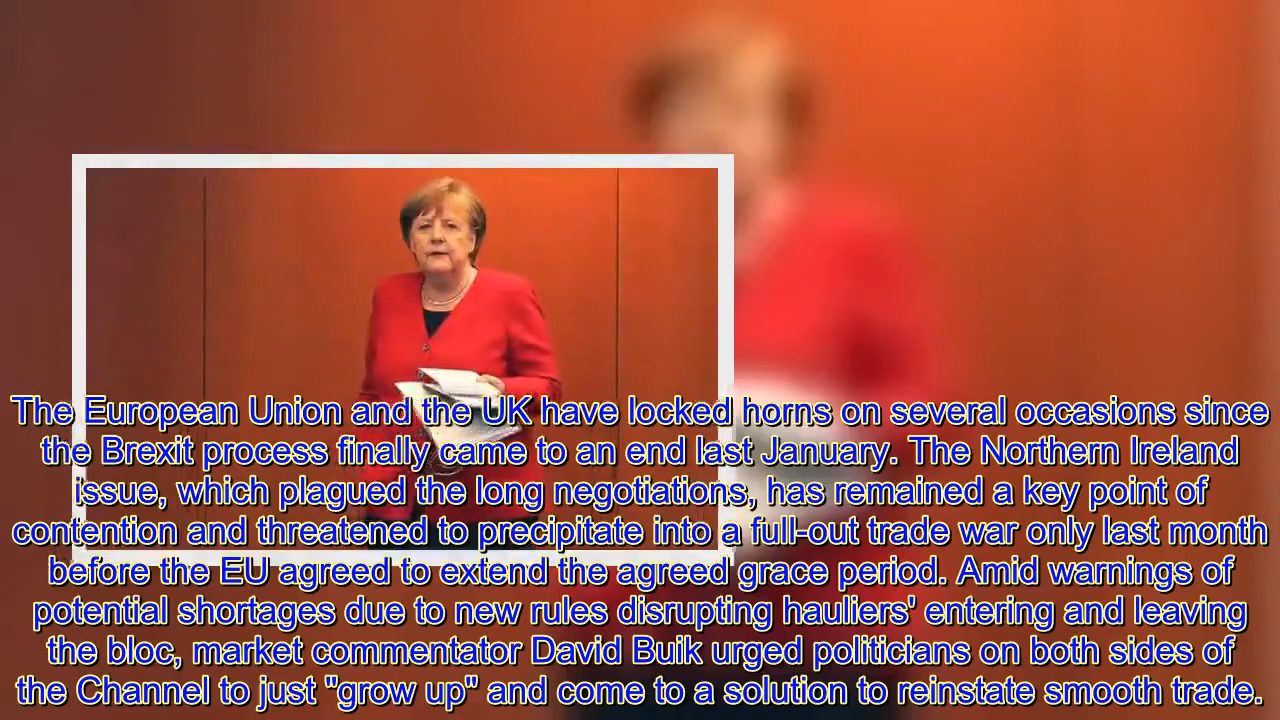 The European Union and the UK have locked horns on several occasions since
the Brexit process finally came to an end last January. The Northern Ireland
issue, which plagued the long negotiations, has remained a key point of
contention and threatened to precipitate into a full-out trade war only last month
before the EU agreed to extend the agreed grace period. Amid warnings of
potential shortages due to new rules disrupting hauliers' entering and leaving
the bloc, market commentator David Buik urged politicians on both sides of
the Channel to just "grow up" and come to a solution to reinstate smooth trade.